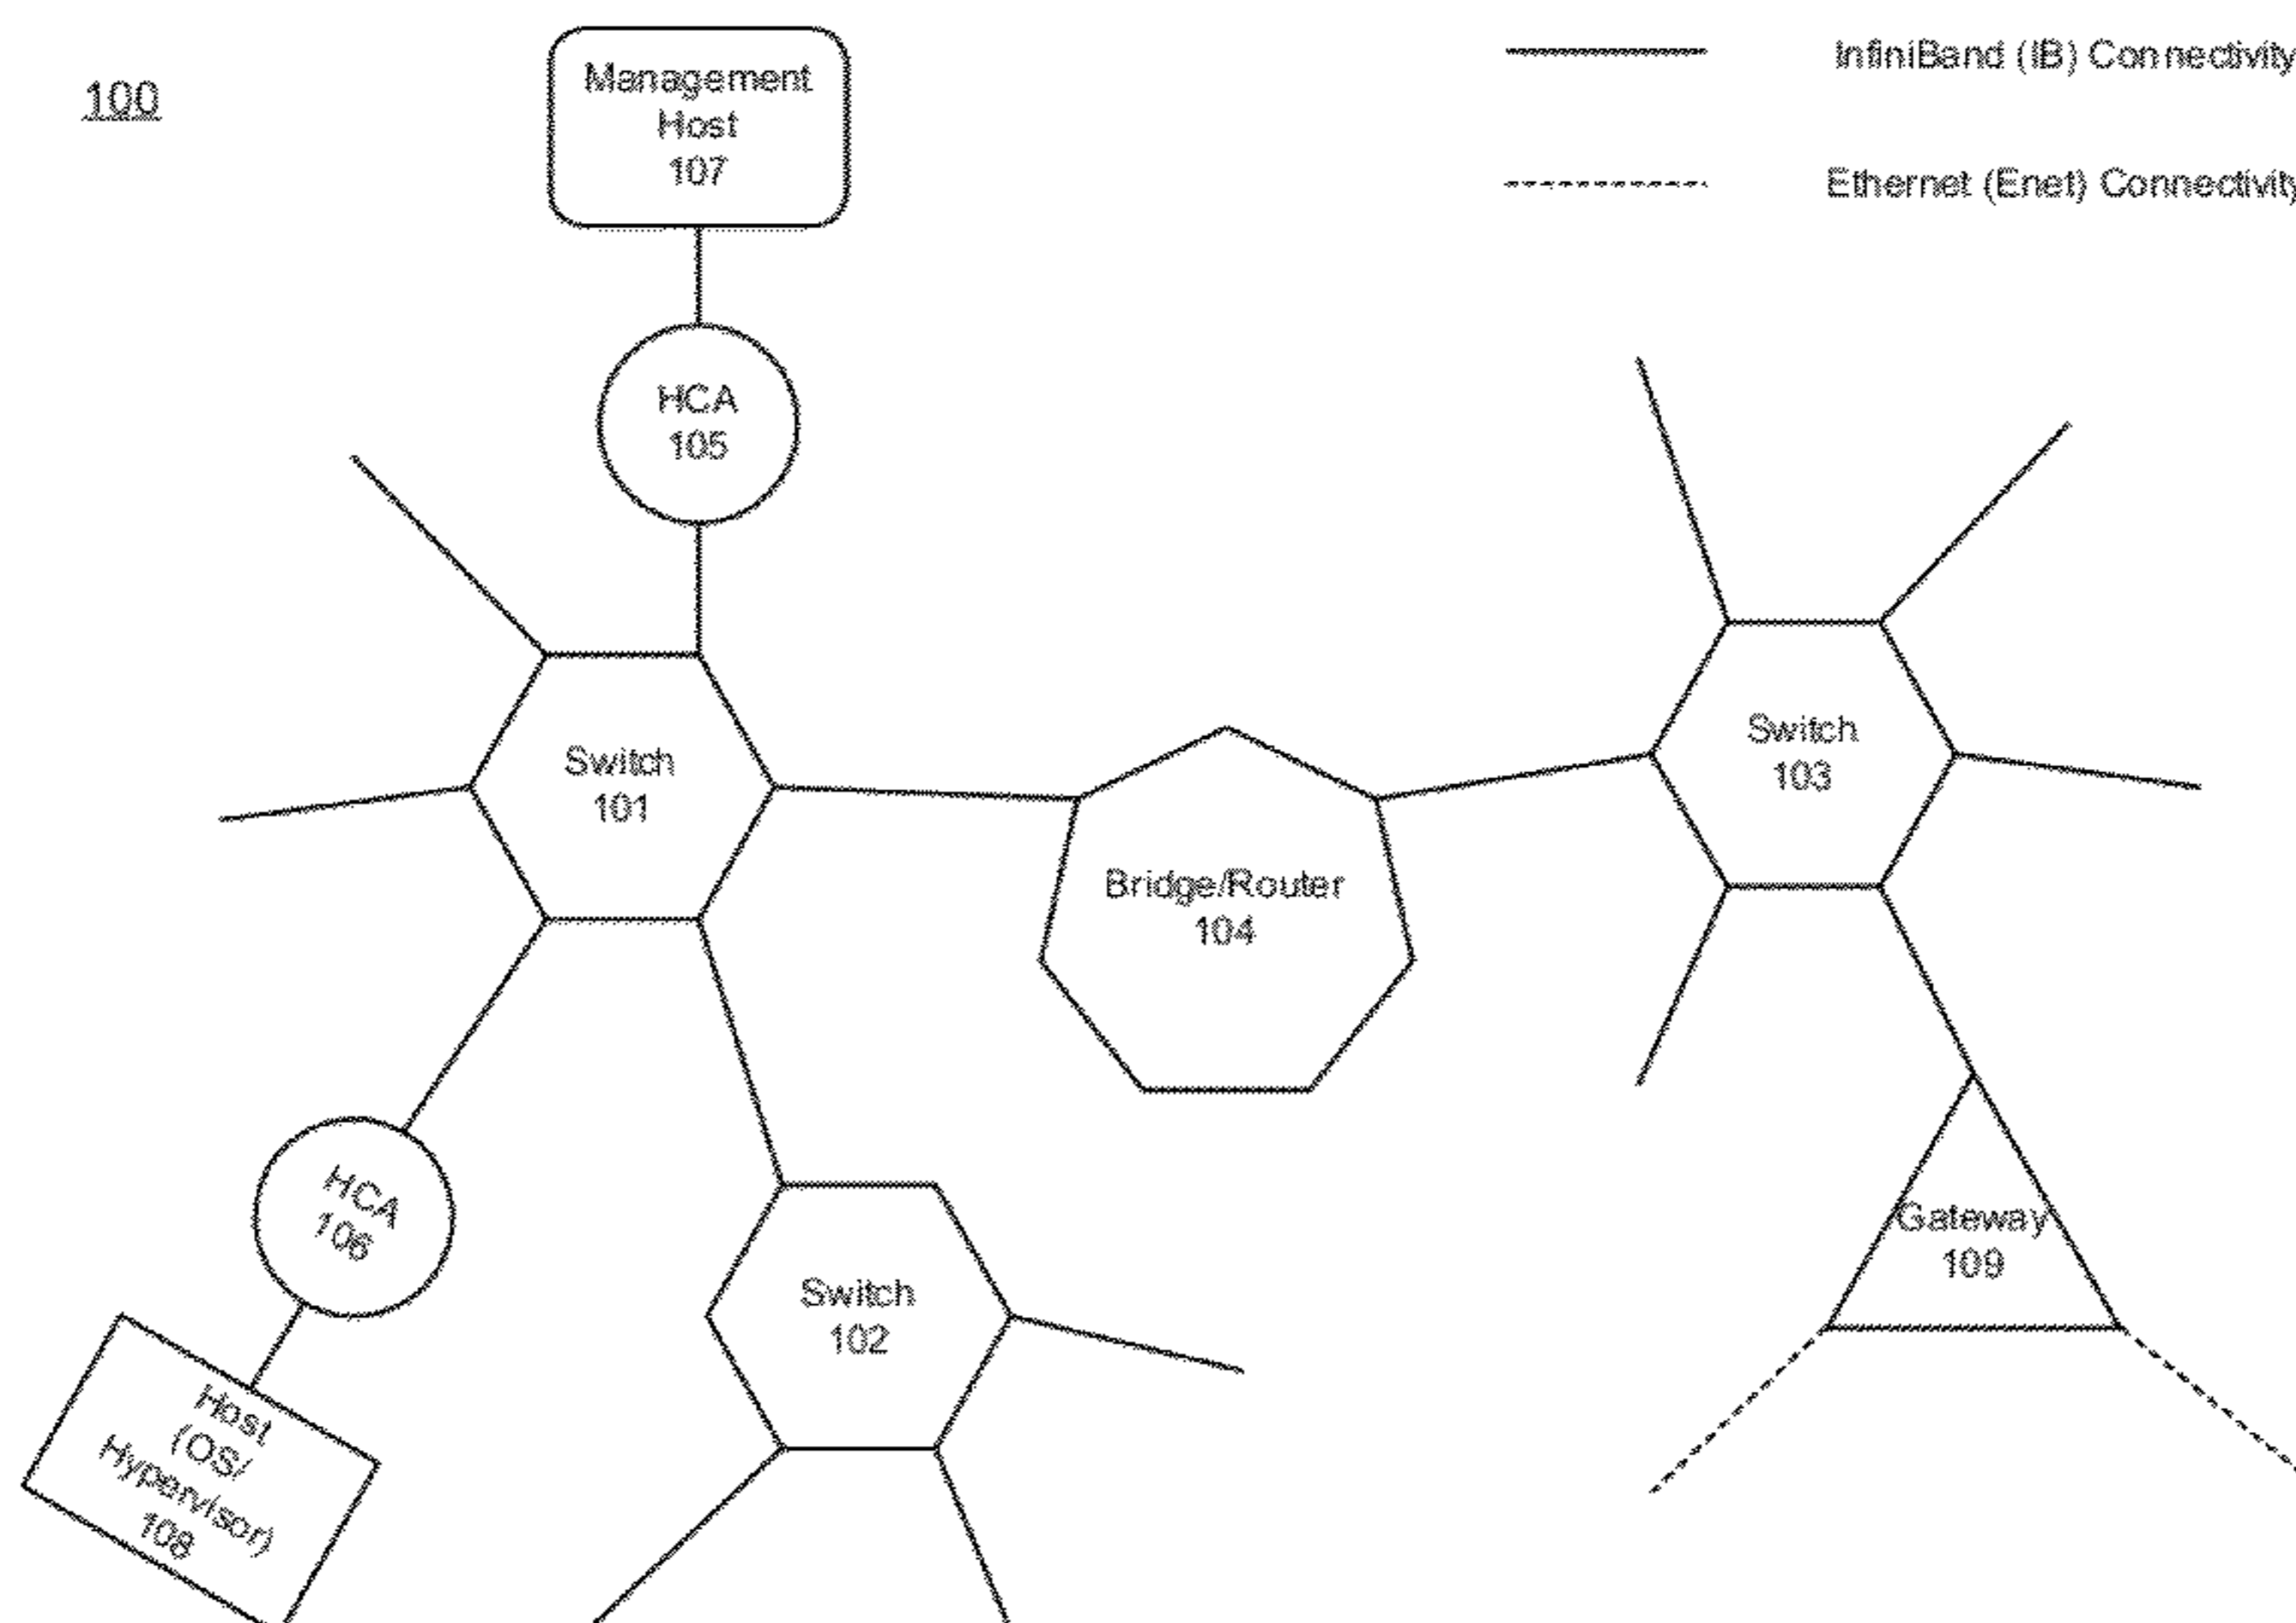 100
Management
Host
107
InfiniBand (IB) Connectivity
Ethernet (Enet) Connectivity
HCA
105
Switch
101
Switch
103
Bridge/Router
104
HCA
106
Switch
102
Gateway
109
Host
(OS/
Hypervisor)
108